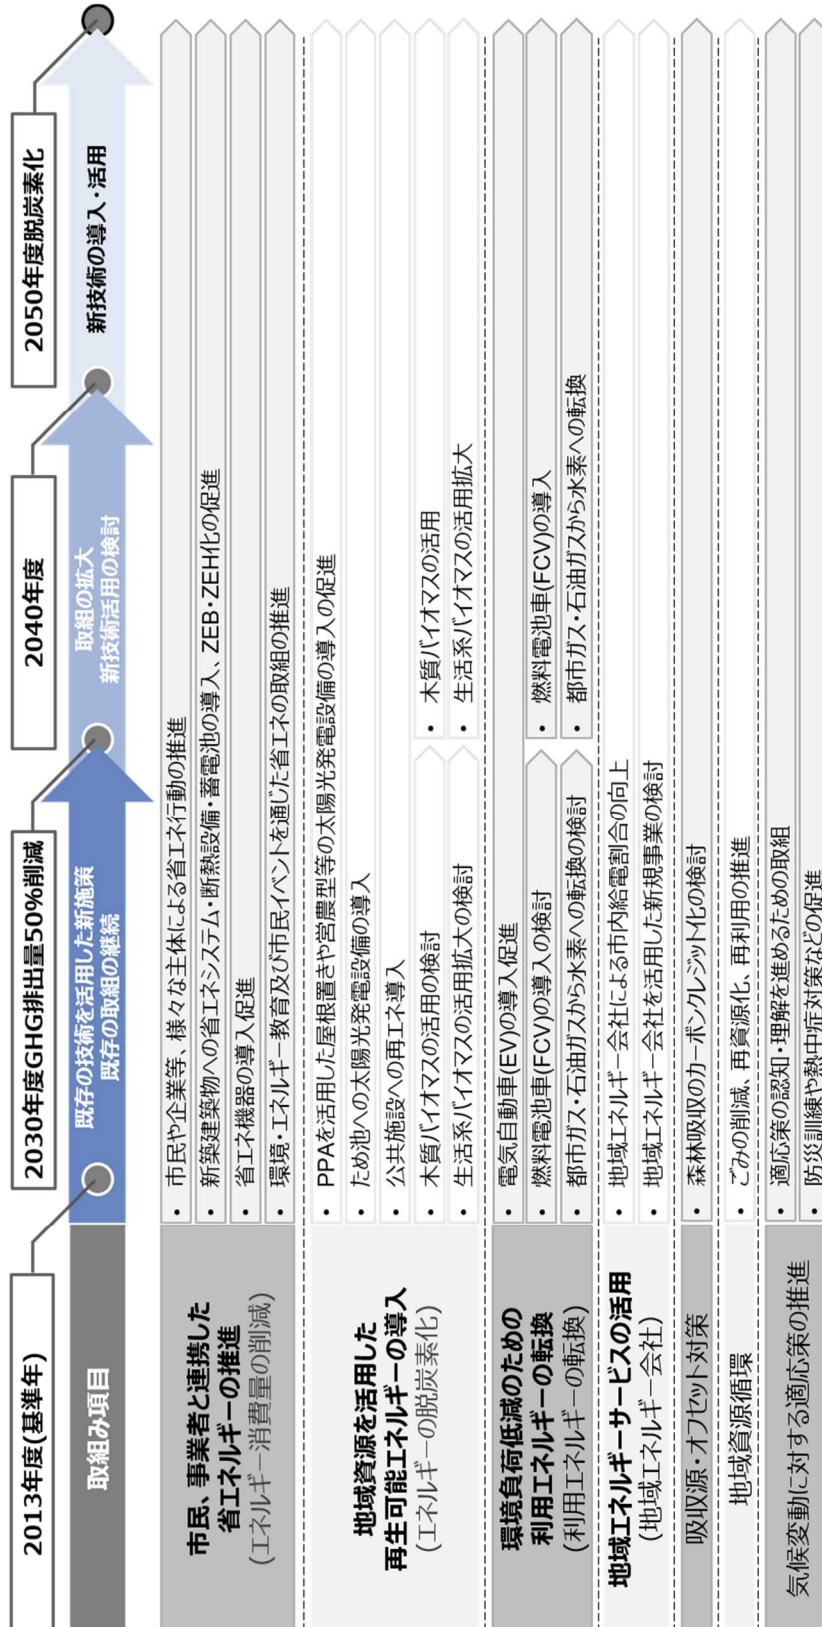 2013年度(基準年)
2030年度GHG排出量50%削減
2040年度
2050年度脱炭素化
取組み項目
既存の技術を活用した新施策
既存の取組の継続
取組の拡大
新技術活用の検討
新技術の導入・活用
市民、事業者と連携した
省エネルギーの推進
(エネルギー消費量の削減)
• 市民や企業等、様々な主体による省エネ行動の推進
• 新築建築物への省エネシステム・断熱設備・蓄電池の導入、ZEB・ZEH化の促進
• 省エネ機器の導入促進
• 環境・エネルギー教育及び市民イベントを通じた省エネの取組の推進
地域資源を活用した
再生可能エネルギーの導入
(エネルギーの脱炭素化)
• PPAを活用した屋根置きや営農型等の太陽光発電設備の導入の促進
• ため池への太陽光発電設備の導入
• 公共施設への再エネ導入
• 木質バイオマスの活用の検討
• 木質バイオマスの活用
• 生活系バイオマスの活用拡大の検討
• 生活系バイオマスの活用拡大
環境負荷低減のための
利用エネルギーの転換
(利用エネルギーの転換)
• 電気自動車(EV)の導入促進
• 燃料電池車(FCV)の導入の検討
• 燃料電池車(FCV)の導入
• 都市ガス・石油ガスから水素への転換の検討
• 都市ガス・石油ガスから水素への転換
地域エネルギーサービスの活用
(地域エネルギー会社)
• 地域エネルギー会社による市内給電割合の向上
• 地域エネルギー会社を活用した新規事業の検討
吸収源・オフセット対策
• 森林吸収のカーボンクレジット化の検討
地域資源循環
• ごみの削減、再資源化、再利用の推進
気候変動に対する適応策の推進
• 適応策の認知・理解を進めるための取組
• 防災訓練や熱中症対策などの促進